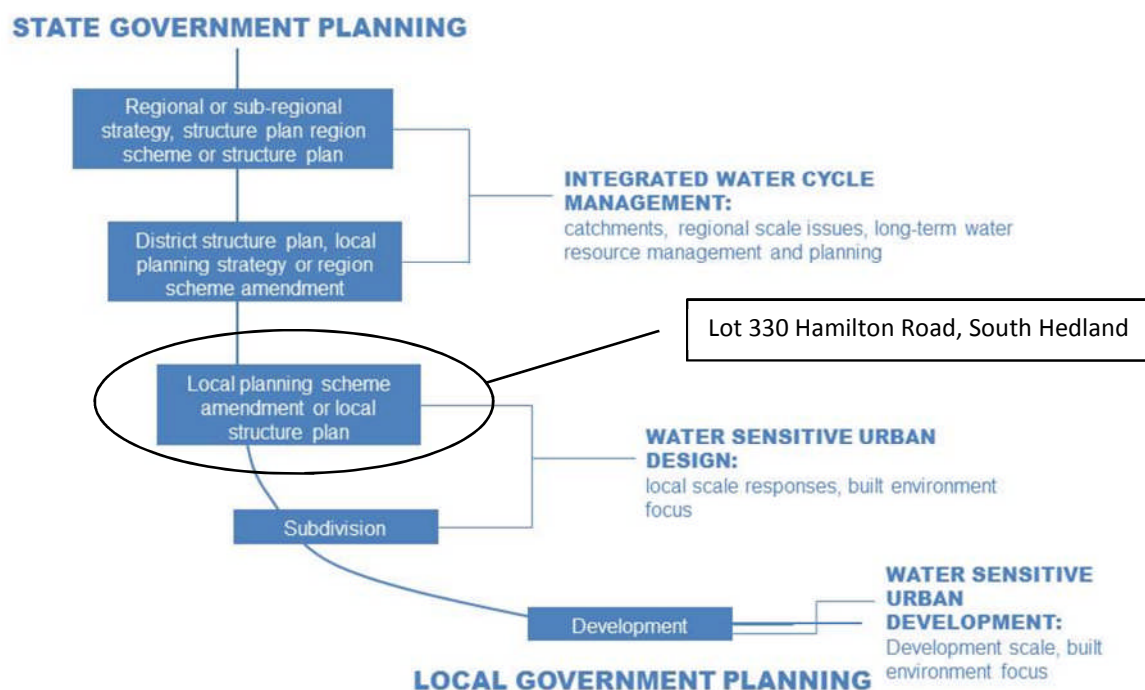 STATE GOVERNMENT PLANNING
Regional or sub-regional
strategy, structure plan region
scheme or structure plan
INTEGRATED WATER CYCLE
MANAGEMENT:
catchments, regional scale issues, long-term water
resource management and planning
District structure plan, local
planning strategy or region
scheme amendment
Lot 330 Hamilton Road, South Hedland
Local planning scheme
amendment or local
structure plan
WATER SENSITIVE URBAN
DESIGN:
local scale responses, built environment
focus
Subdivision
WATER SENSITIVE
URBAN
DEVELOPMENT:
Development scale, built
environment focus
Development
LOCAL GOVERNMENT PLANNING